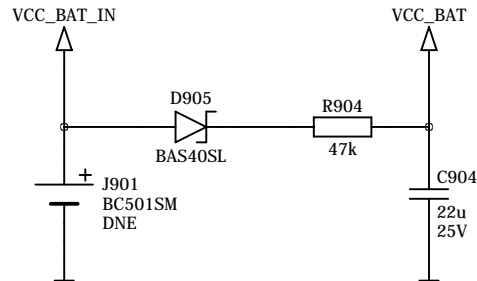 VCC_BAT_IN
VCC_BAT
D905
BAS40SL
R904
47k
+
J901
BC501SM
DNE
C904
22u
25V